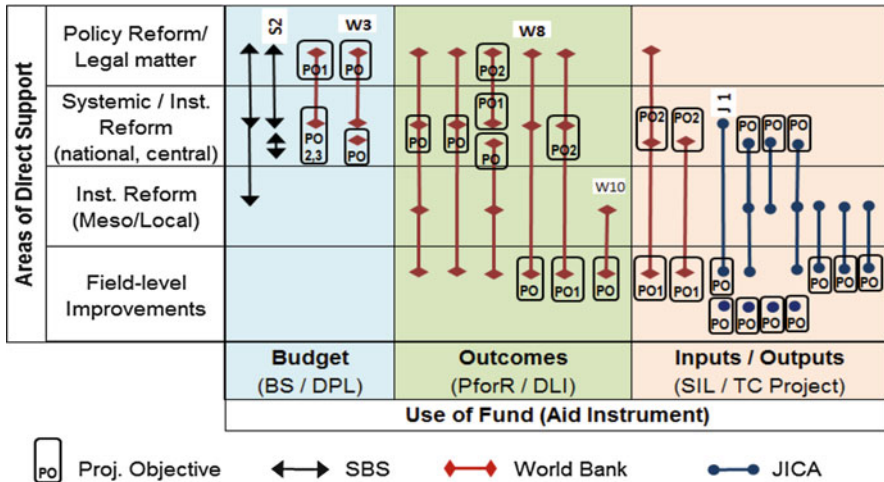 Areas of Direct Support
Policy Reform/
Legal matter
Systemic / Inst.
Reform
(national, central)
Inst. Reform
(Meso/Local)
Field-level
Improvements
S2
W3
W8
W10
J1
PO1
PO
PO2
PO
2,3
PO
PO
PO
PO1
PO
PO2
PO2
PO2
PO
PO
PO
PO
PO1
PO
PO1
PO1
PO
PO
PO
PO
PO
PO
PO
PO
Budget
(BS / DPL)
Outcomes
(PforR / DLI)
Inputs / Outputs
(SIL / TC Project)
Use of Fund (Aid Instrument)
PO
Proj. Objective
SBS
World Bank
JICA